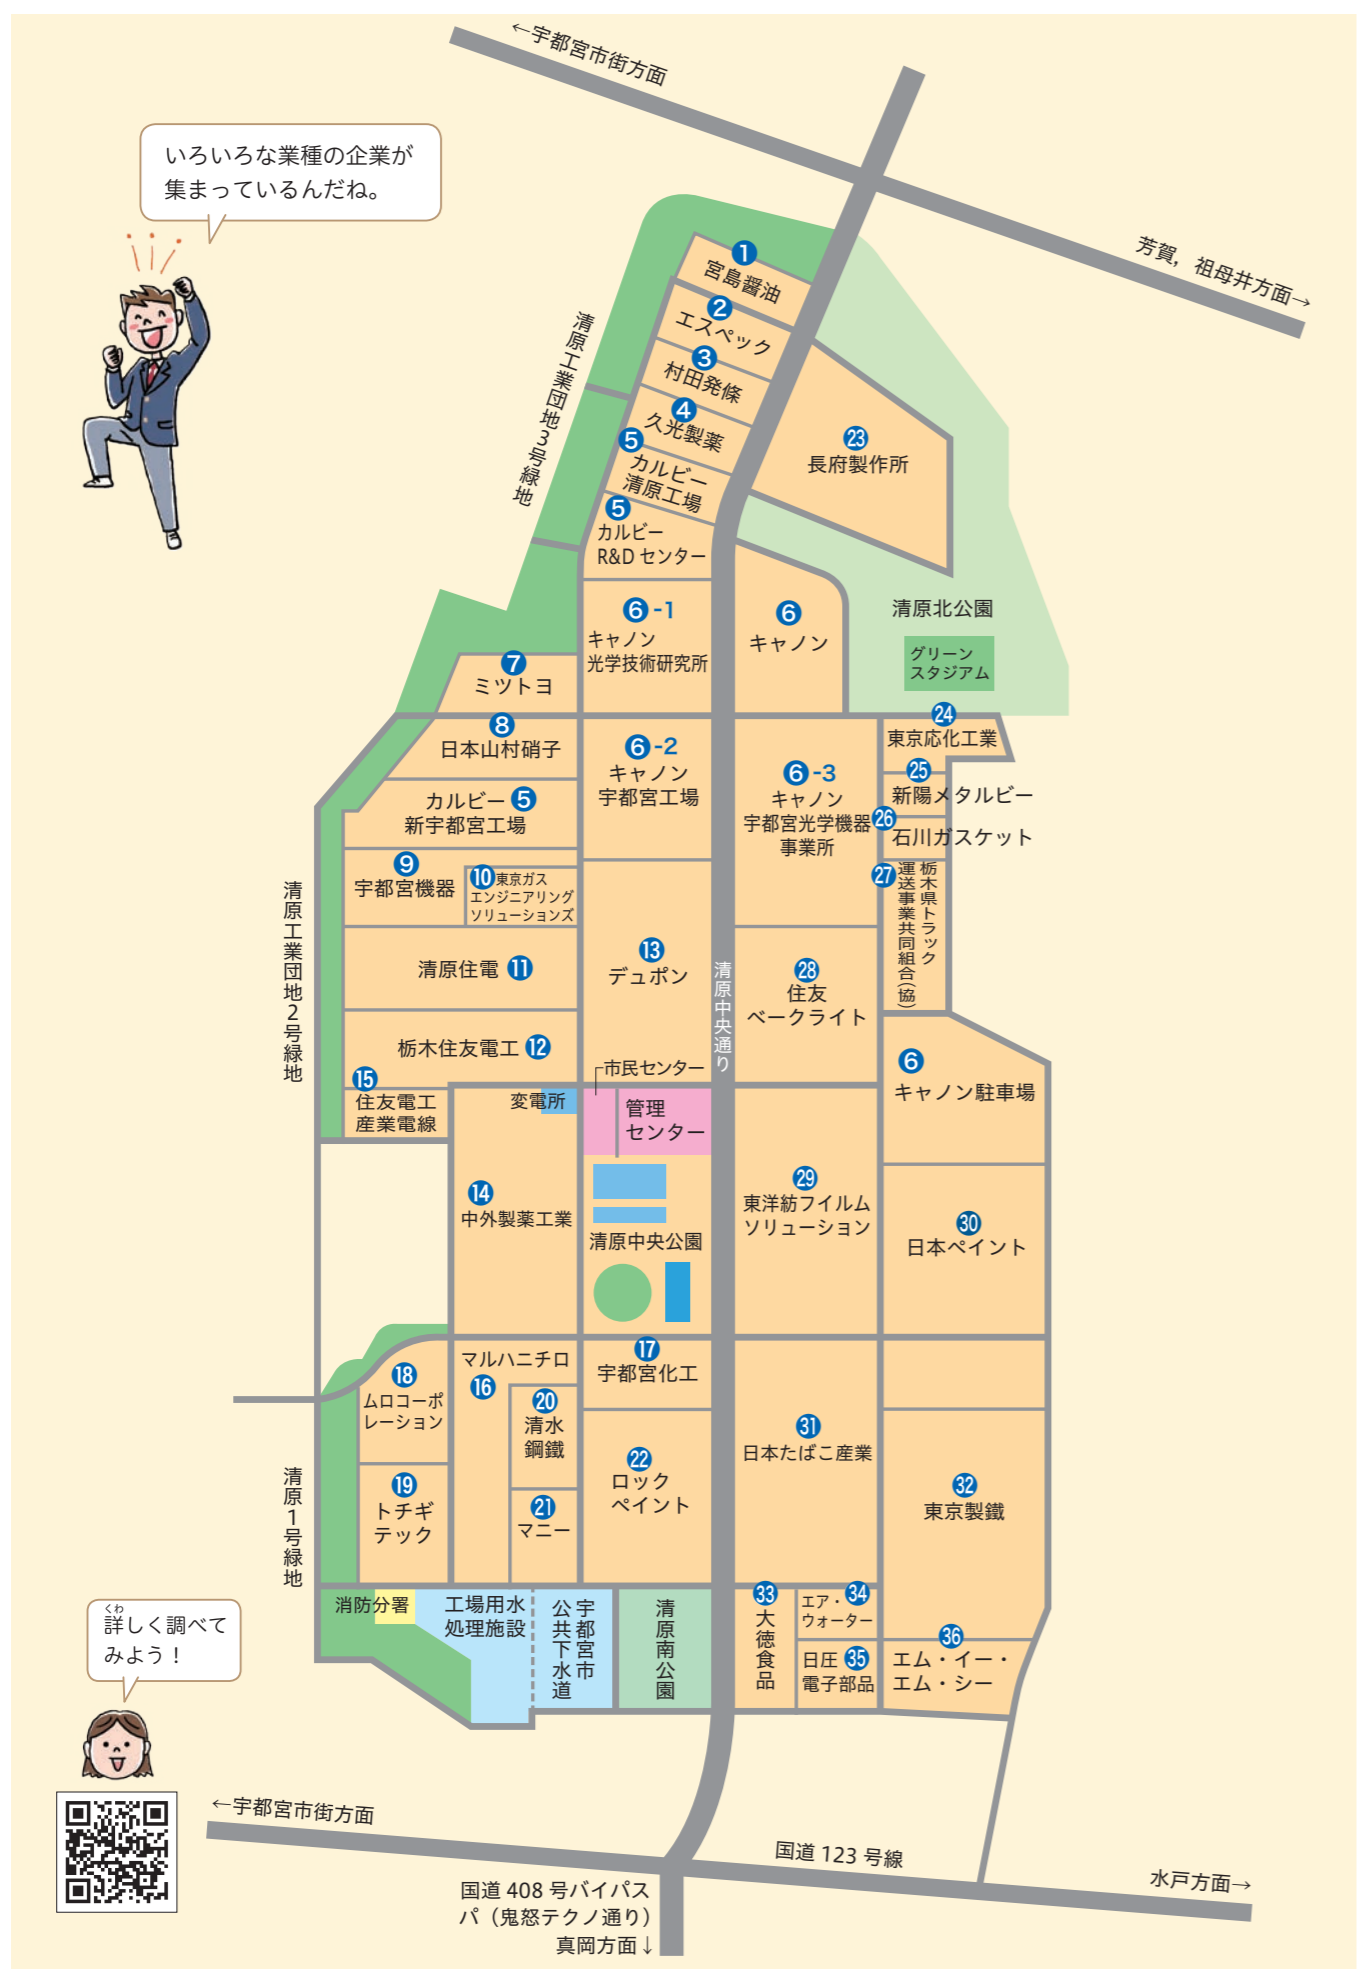 ←宇都宮市街方面
いろいろな業種の企業が
集まっているんだね。
芳賀，祖母井方面→
清原工業団地3号緑地
1
宮島醤油
2
エスペック
3
村田発條
4
久光製薬
5
カルビー
清原工場
5
カルビー
R&D センター
23
長府製作所
清原北公園
グリーン
スタジアム
6-1
キャノン
光学技術研究所
6
キャノン
7
ミツトヨ
8
日本山村硝子
6-2
キャノン
宇都宮工場
6-3
キャノン
宇都宮光学機器
事業所
24
東京応化工業
25
新陽メタルビー
26
石川ガスケット
27
栃木県トラック
運送事業共同組合(協)
カルビー 5
新宇都宮工場
9
宇都宮機器
10 東京ガス
エンジニアリング
ソリューションズ
清原工業団地2号緑地
清原住電 11
13
デュポン
清原中央通り
28
住友
ベークライト
栃木住友電工 12
15
住友電工
産業電線
変電所
市民センター
管理
センター
6
キャノン駐車場
14
中外製薬工業
清原中央公園
29
東洋紡フイルム
ソリューション
30
日本ペイント
18
ムロコーポ
レーション
マルハニチロ
16
17
宇都宮化工
20
清水
鋼鐵
31
日本たばこ産業
清原1号緑地
19
トチギ
テック
21
マニー
22
ロック
ペイント
32
東京製鐵
消防分署
工場用水
処理施設
宇都宮市
公共下水道
清原南公園
33
大徳食品
34
エア・
ウォーター
日圧 35
電子部品
36
エム・イー・
エム・シー
くわ
詳しく調べて
みよう！
←宇都宮市街方面
国道 123 号線
水戸方面→
国道 408 号バイパス
パ（鬼怒テクノ通り）
真岡方面↓